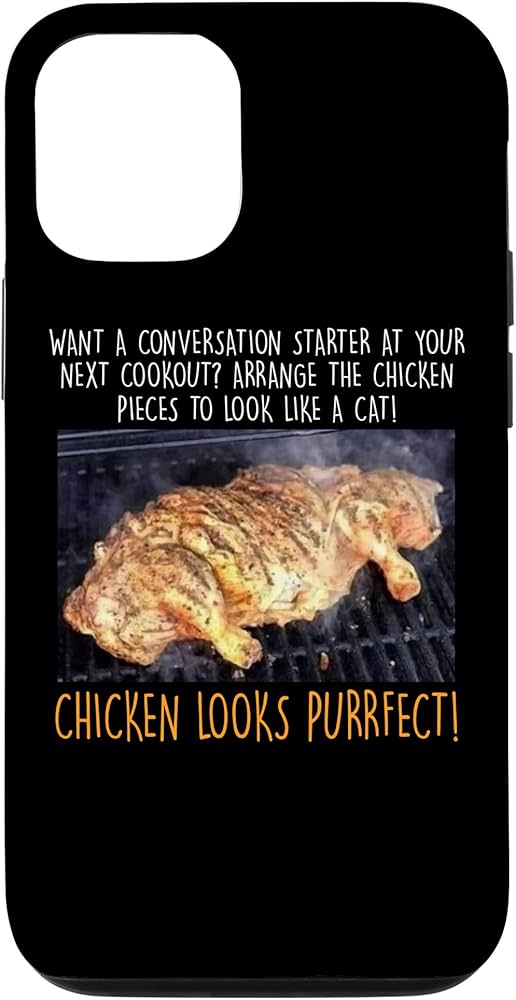 WANT A CONVERSATION STARTER AT YOUR
NEXT COOKOUT? ARRANGE THE CHICKEN
PIECES TO LOOK LIKE A CAT!
CHICKEN LOOKS PURRFECT!